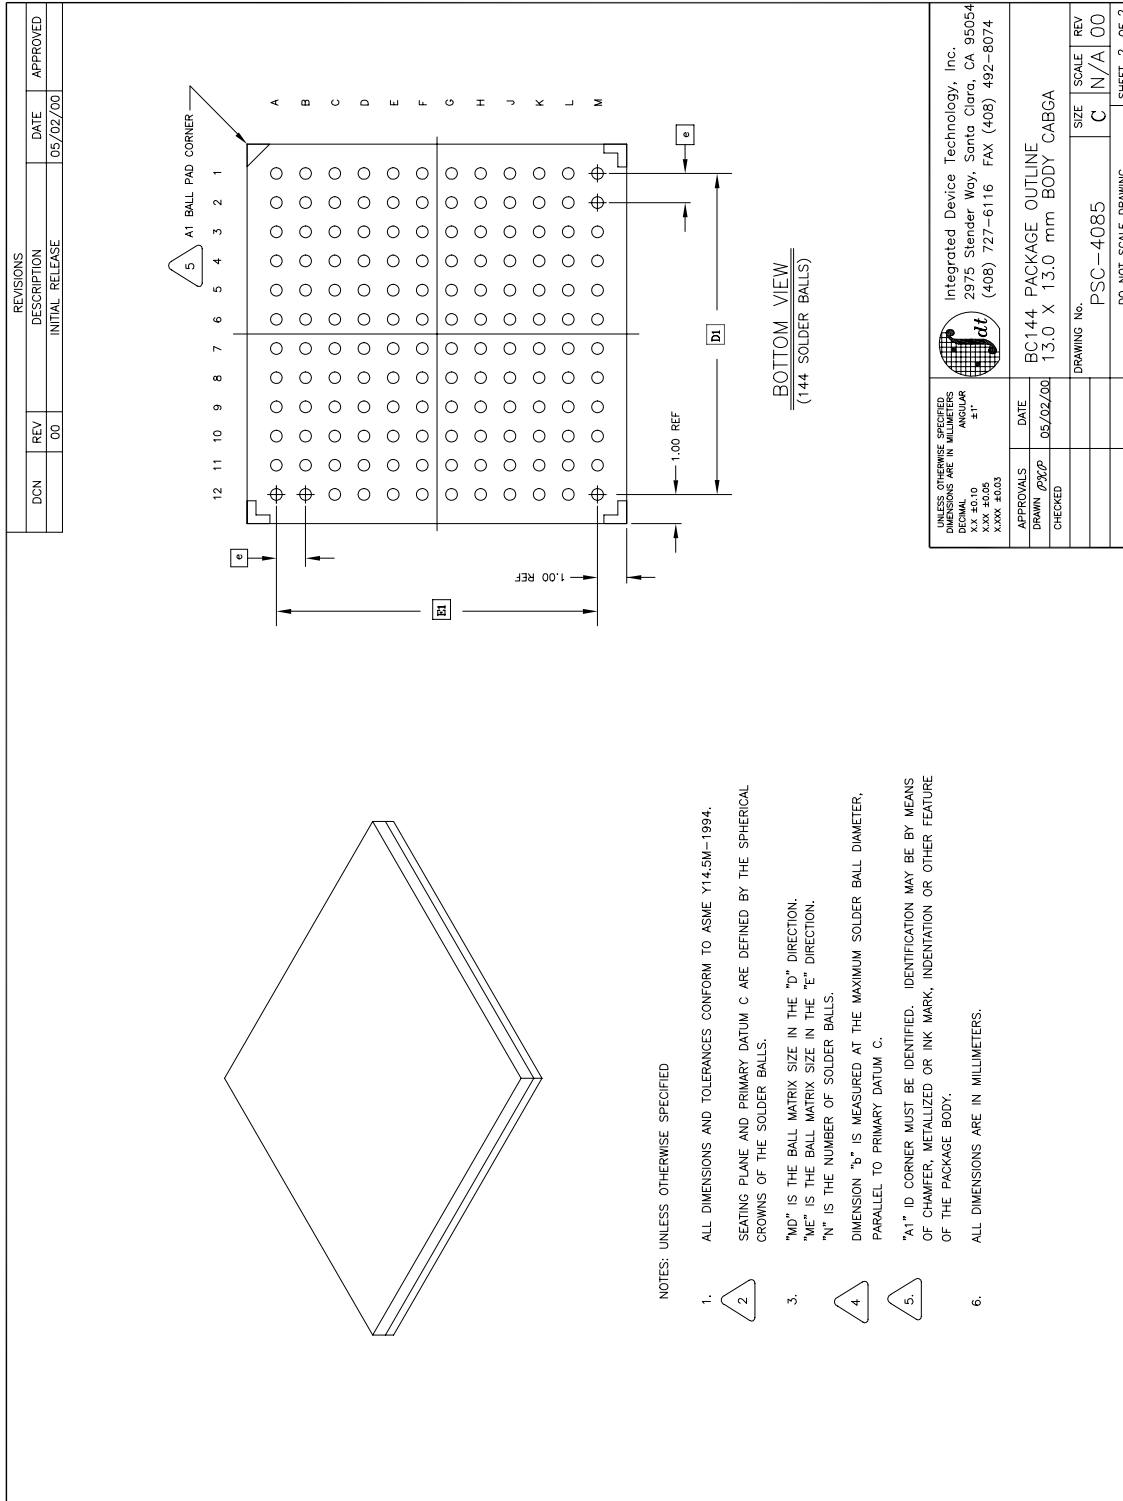 REVISIONS
DCN REV DESCRIPTION DATE APPROVED
00 INITIAL RELEASE 05/02/00
5 A1 BALL PAD CORNER
12 11 10 9 8 7 6 5 4 3 2 1
A
B
C
D
E
F
G
H
J
K
L
M
e
E1
1.00 REF
1.00 REF
D1
e
BOTTOM VIEW
(144 SOLDER BALLS)
NOTES: UNLESS OTHERWISE SPECIFIED
1. ALL DIMENSIONS AND TOLERANCES CONFORM TO ASME Y14.5M-1994.
2 SEATING PLANE AND PRIMARY DATUM C ARE DEFINED BY THE SPHERICAL
CROWNS OF THE SOLDER BALLS.
3. "MD" IS THE BALL MATRIX SIZE IN THE "D" DIRECTION.
"ME" IS THE BALL MATRIX SIZE IN THE "E" DIRECTION.
"N" IS THE NUMBER OF SOLDER BALLS.
4 DIMENSION "b" IS MEASURED AT THE MAXIMUM SOLDER BALL DIAMETER,
PARALLEL TO PRIMARY DATUM C.
5. "A1" ID CORNER MUST BE IDENTIFIED. IDENTIFICATION MAY BE BY MEANS
OF CHAMFER, METALLIZED OR INK MARK, INDENTATION OR OTHER FEATURE
OF THE PACKAGE BODY.
6. ALL DIMENSIONS ARE IN MILLIMETERS.
UNLESS OTHERWISE SPECIFIED
DIMENSIONS ARE IN MILLIMETERS
DECIMAL ANGULAR
X.X ±0.10 ±1°
X.XX ±0.05
X.XXX ±0.03
APPROVALS DATE
DRAWN 05/02/00
CHECKED
idt
Integrated Device Technology, Inc.
2975 Stender Way, Santa Clara, CA 95054
(408) 727-6116 FAX (408) 492-8074
BC144 PACKAGE OUTLINE
13.0 X 13.0 mm BODY CABGA
DRAWING No. SIZE SCALE REV
PSC-4085 C N/A 00
DO NOT SCALE DRAWING SHEET 2 OF 2